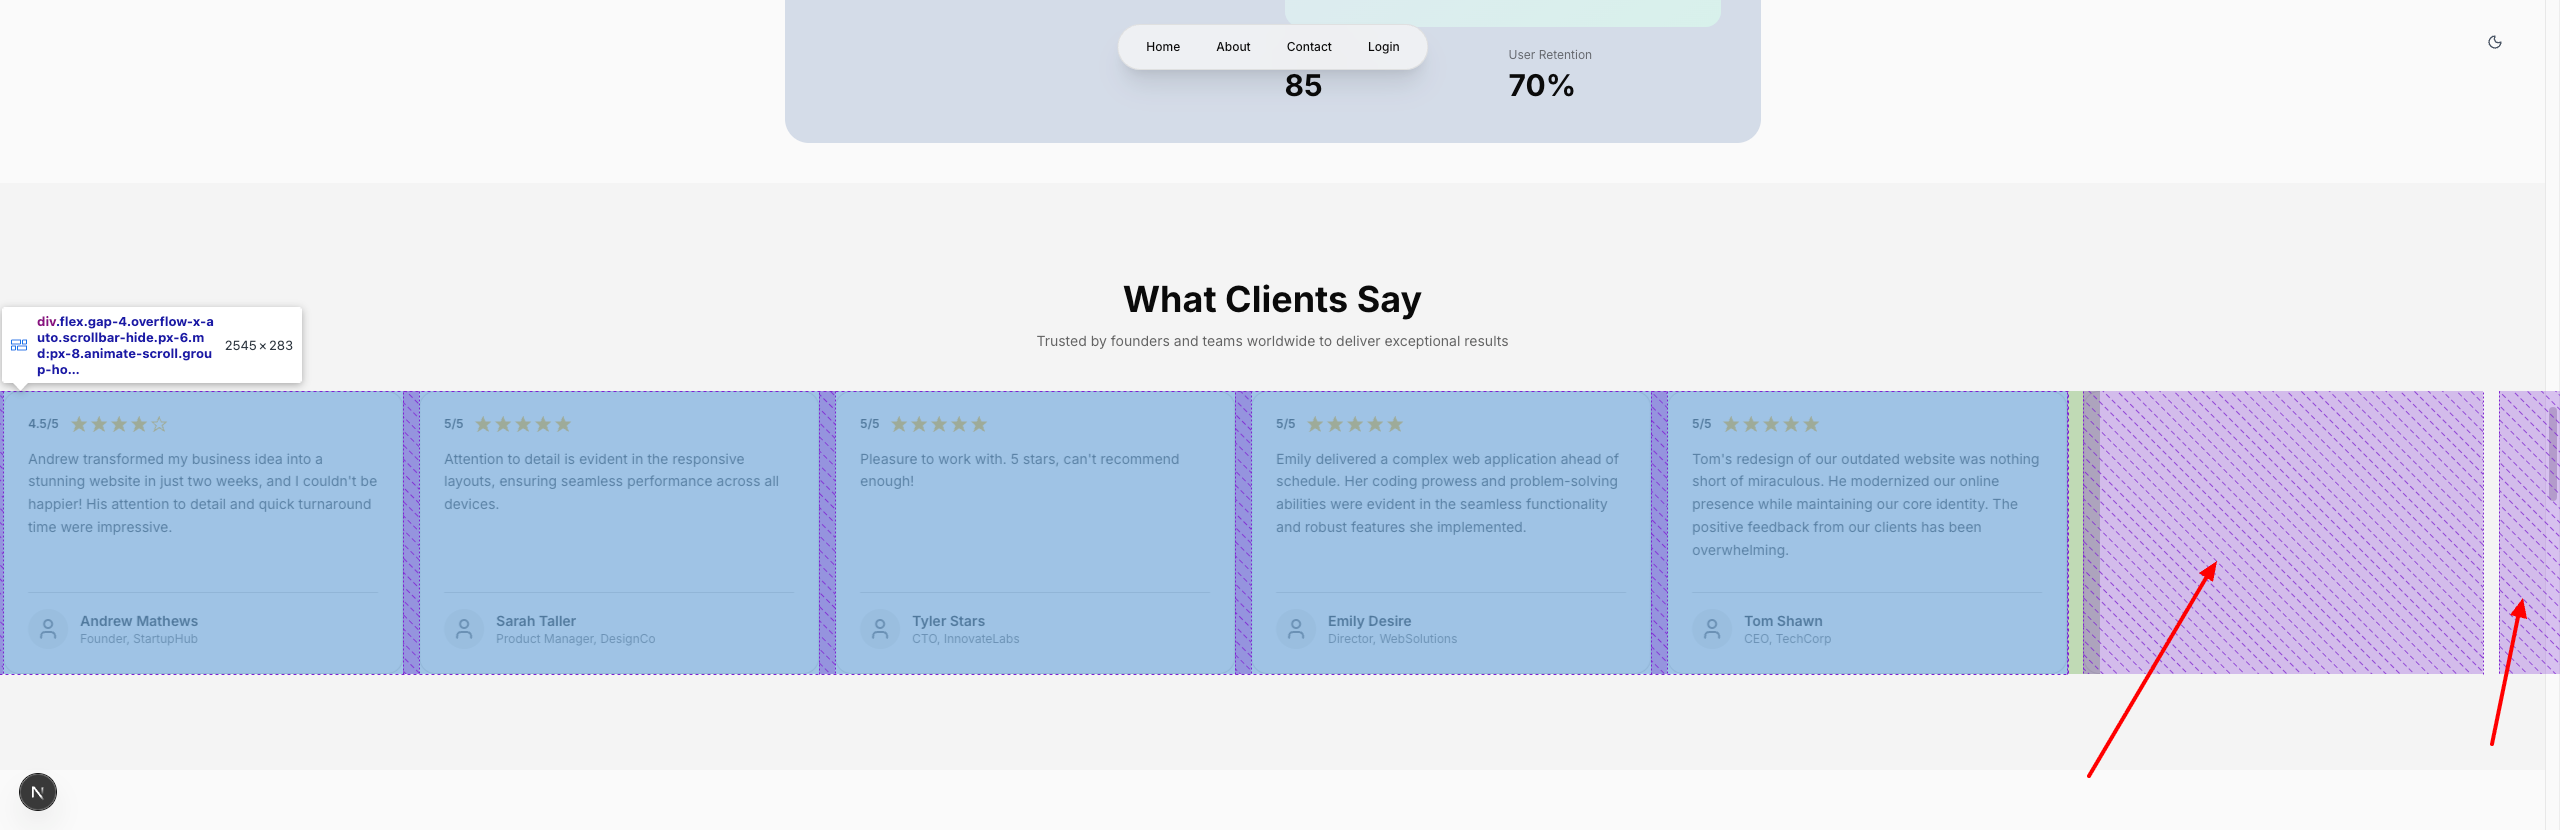 Home About Contact Login
User Retention
85 70%
What Clients Say
Trusted by founders and teams worldwide to deliver exceptional results
div.flex.gap-4.overflow-x-a
uto.scrollbar-hide.px-6.m
d:px-8.animate-scroll.grou
p-ho...
2545 × 283
4.5/5
Andrew transformed my business idea into a
stunning website in just two weeks, and I couldn't be
happier! His attention to detail and quick turnaround
time were impressive.
Andrew Mathews
Founder, StartupHub
5/5
Attention to detail is evident in the responsive
layouts, ensuring seamless performance across all
devices.
Sarah Taller
Product Manager, DesignCo
5/5
Pleasure to work with. 5 stars, can't recommend
enough!
Tyler Stars
CTO, InnovateLabs
5/5
Emily delivered a complex web application ahead of
schedule. Her coding prowess and problem-solving
abilities were evident in the seamless functionality
and robust features she implemented.
Emily Desire
Director, WebSolutions
5/5
Tom's redesign of our outdated website was nothing
short of miraculous. He modernized our online
presence while maintaining our core identity. The
positive feedback from our clients has been
overwhelming.
Tom Shawn
CEO, TechCorp
N